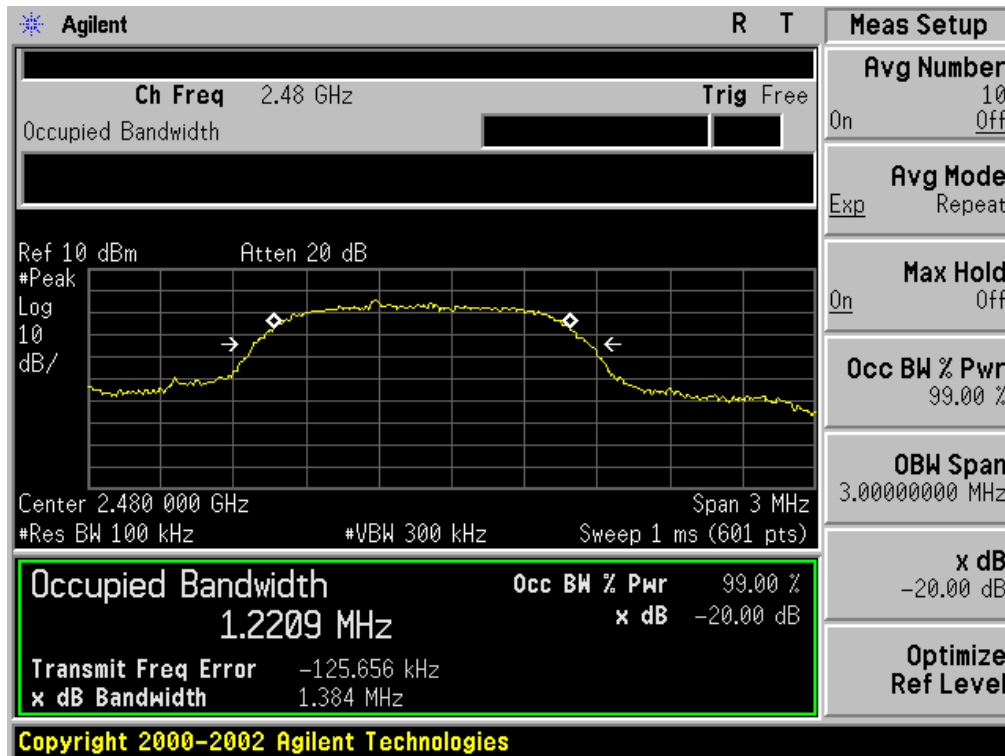 Agilent R T
Ch Freq 2.48 GHz Trig Free
Occupied Bandwidth
Ref 10 dBm Atten 20 dB
#Peak
Log
10
dB/
Center 2.480 000 GHz Span 3 MHz
#Res BW 100 kHz #VBW 300 kHz Sweep 1 ms (601 pts)
Occupied Bandwidth Occ BW % Pwr 99.00 %
1.2209 MHz x dB -20.00 dB
Transmit Freq Error -125.656 kHz
x dB Bandwidth 1.384 MHz
Copyright 2000-2002 Agilent Technologies
Meas Setup
Avg Number
10
On Off
Avg Mode
Exp Repeat
Max Hold
On Off
Occ BW % Pwr
99.00 %
OBW Span
3.00000000 MHz
x dB
-20.00 dB
Optimize
Ref Level